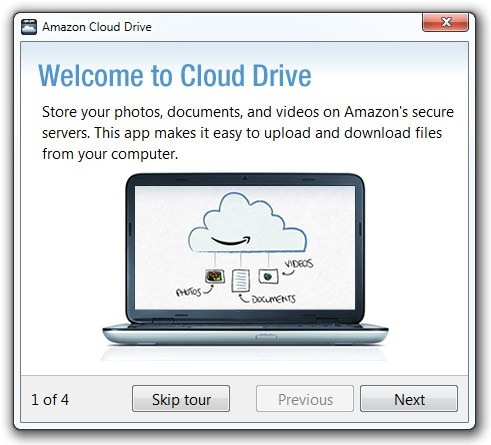 Amazon Cloud Drive
Welcome to Cloud Drive
Store your photos, documents, and videos on Amazon's secure
servers. This app makes it easy to upload and download files
from your computer.
VIDEOS
PHOTOS
DOCUMENTS
1 of 4
Skip tour
Previous
Next